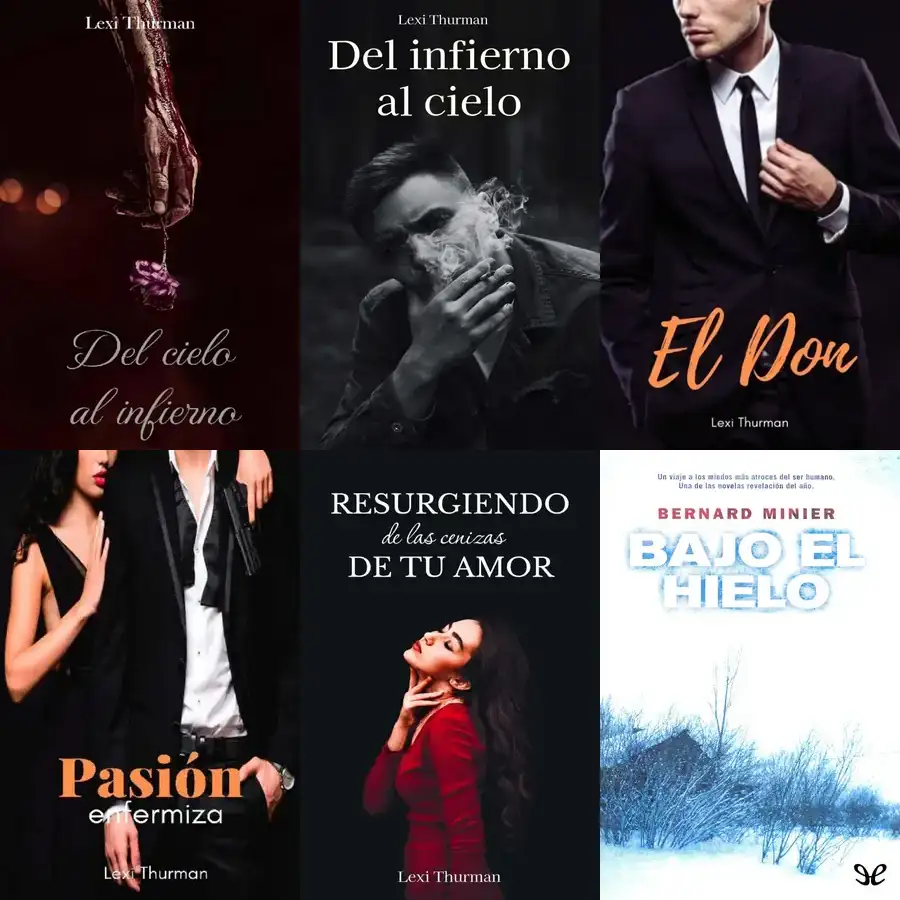 Lexi Thurman
Del cielo
al infierno
Lexi Thurman
Del infierno
al cielo
El Don
Lexi Thurman
Pasión
enfermiza
Lexi Thurman
RESURGIENDO
de las cenizas
DE TU AMOR
Lexi Thurman
Un viaje a los miedos más atroces del ser humano.
Una de las novelas revelación del año.
BERNARD MINIER
BAJO EL
HIELO